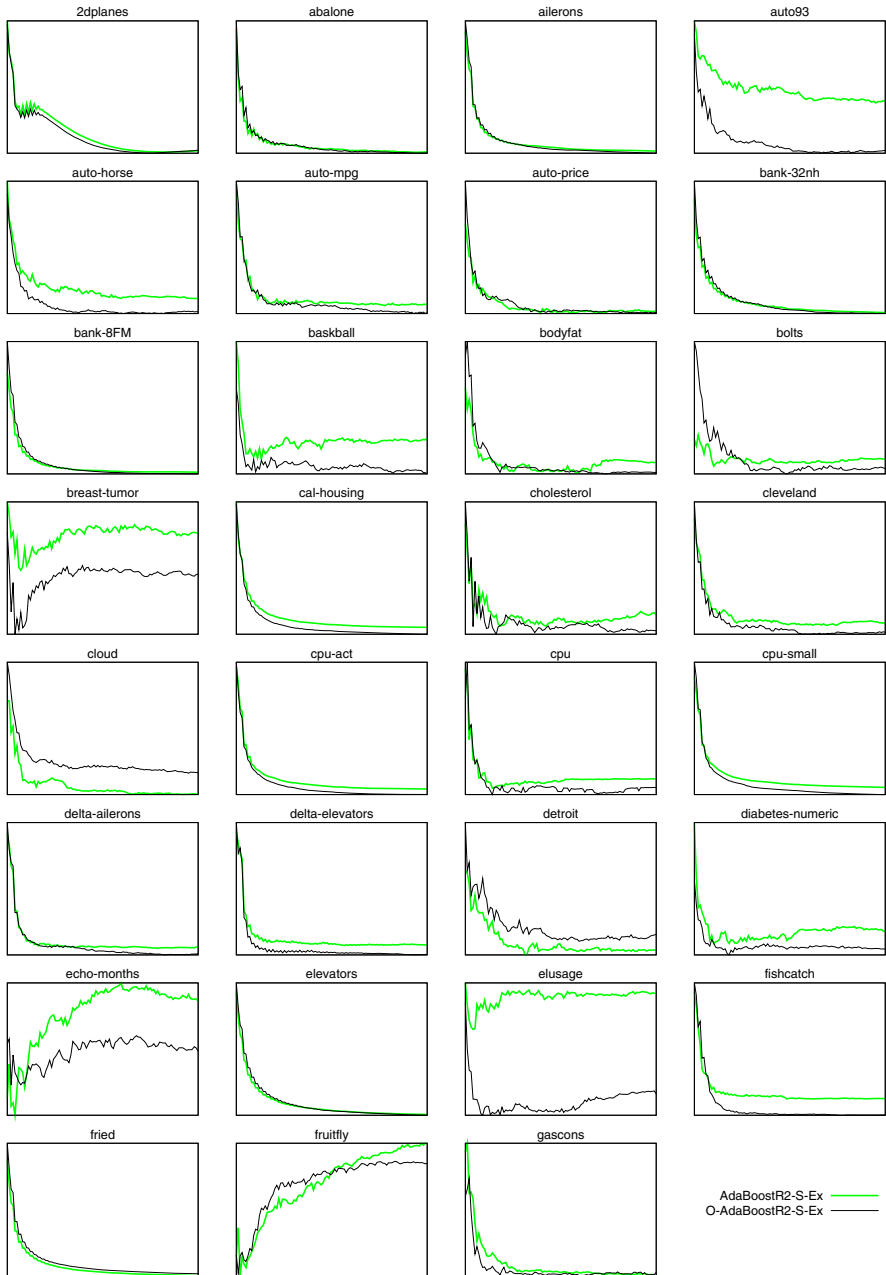 2dplanes
abalone
ailerons
auto93
auto-horse
auto-mpg
auto-price
bank-32nh
bank-8FM
baskball
bodyfat
bolts
breast-tumor
cal-housing
cholesterol
cleveland
cloud
cpu-act
cpu
cpu-small
delta-ailerons
delta-elevators
detroit
diabetes-numeric
echo-months
elevators
elusage
fishcatch
fried
fruitfly
gascons
AdaBoostR2-S-Ex
O-AdaBoostR2-S-Ex